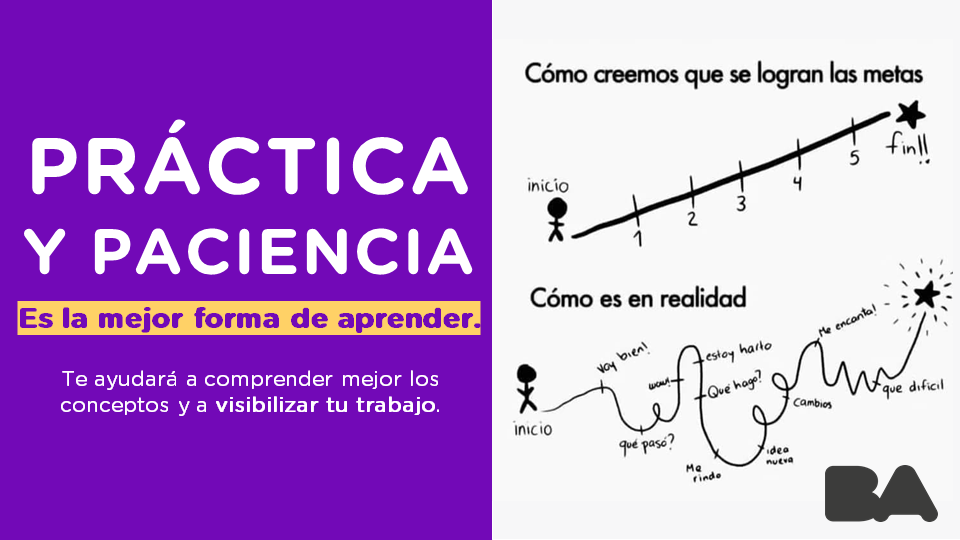 PRÁCTICA
Y PACIENCIA
Es la mejor forma de aprender.
Te ayudará a comprender mejor los
conceptos y a visibilizar tu trabajo.
Cómo creemos que se logran las metas
inicio
1
2
3
4
5
fin!!
Cómo es en realidad
inicio
voy bien!
qué pasó?
wow!
estoy harto
Qué hago?
Me
rindo
idea
nueva
cambios
Me encanta!
que dificil
BA